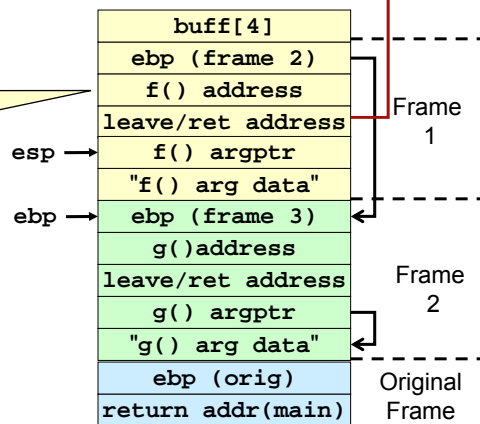 buff[4]
ebp (frame 2)
f() address
leave/ret address
Frame
1
esp
f() argptr
"f() arg data"
ebp
ebp (frame 3)
g()address
leave/ret address
Frame
2
g() argptr
"g() arg data"
ebp (orig)
Original
return addr(main)
Frame